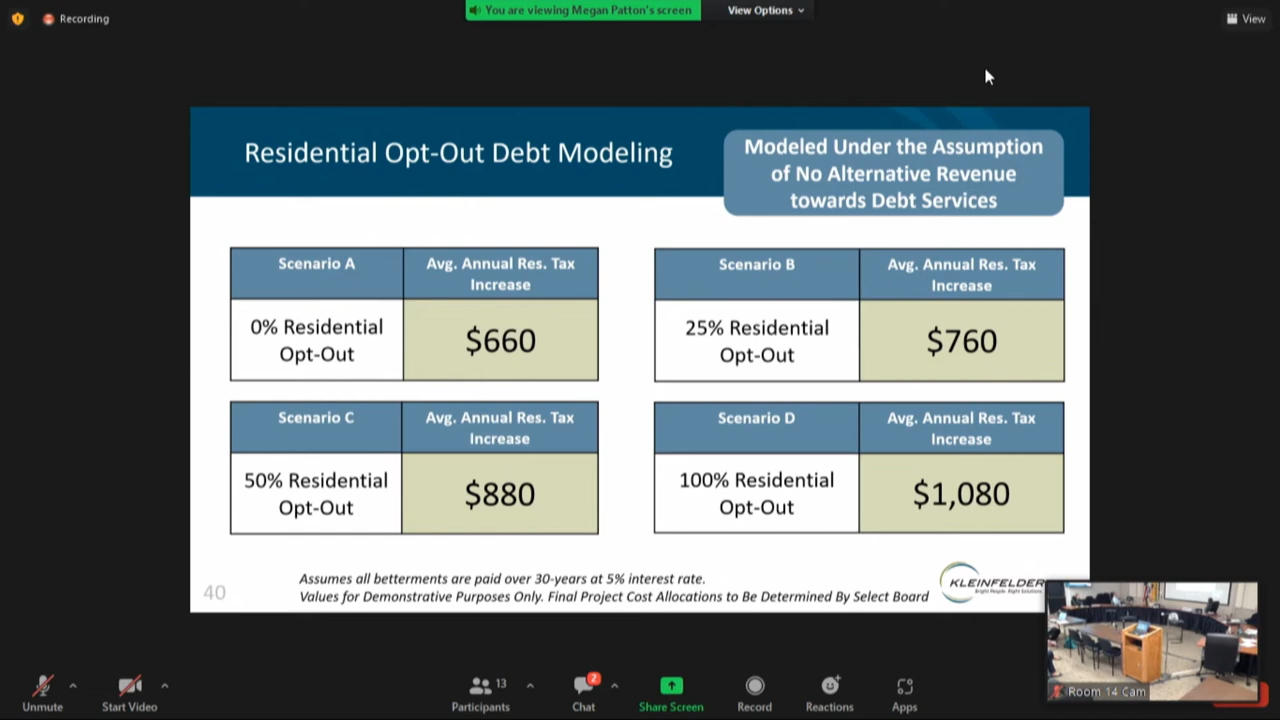 Recording
You are viewing Megan Patton's screen
View Options
View
Residential Opt-Out Debt Modeling
Modeled Under the Assumption
of No Alternative Revenue
towards Debt Services
Scenario A
Avg. Annual Res. Tax
Increase
0% Residential
Opt-Out
$660
Scenario B
Avg. Annual Res. Tax
Increase
25% Residential
Opt-Out
$760
Scenario C
Avg. Annual Res. Tax
Increase
50% Residential
Opt-Out
$880
Scenario D
Avg. Annual Res. Tax
Increase
100% Residential
Opt-Out
$1,080
40
Assumes all betterments are paid over 30-years at 5% interest rate.
Values for Demonstrative Purposes Only. Final Project Cost Allocations to Be Determined By Select Board
KLEINFELDER
Bright People. Right Solutions.
Room 14 Cam
Unmute
Start Video
13
Participants
2
Chat
Share Screen
Record
Reactions
Apps